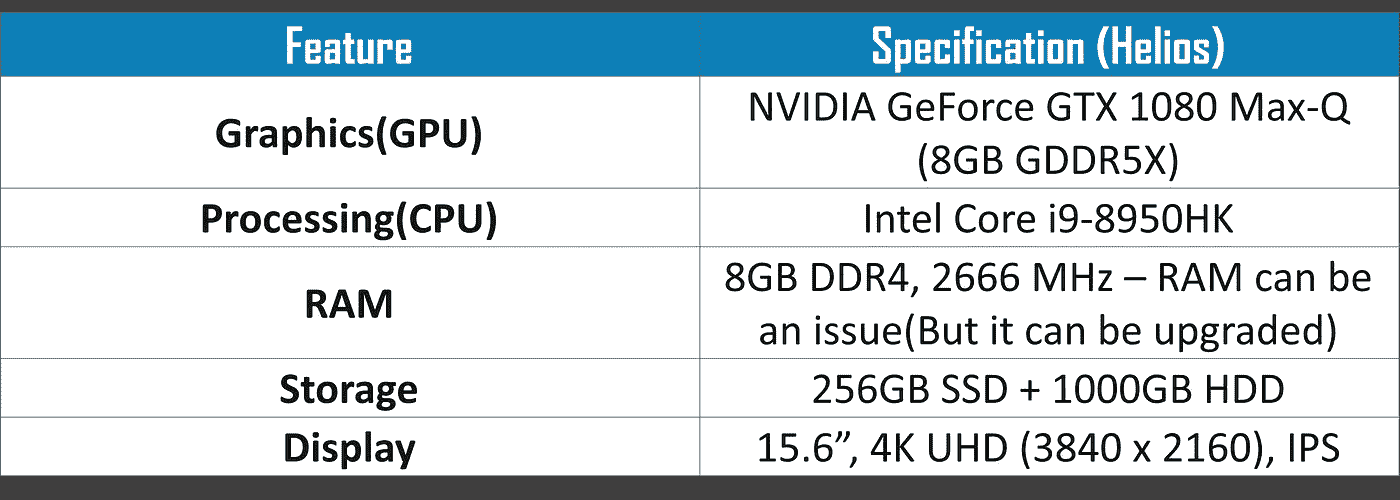 Feature
Specification (Helios)
Graphics(GPU)
NVIDIA GeForce GTX 1080 Max-Q
(8GB GDDR5X)
Processing(CPU)
Intel Core i9-8950HK
RAM
8GB DDR4, 2666 MHz – RAM can be
an issue(But it can be upgraded)
Storage
256GB SSD + 1000GB HDD
Display
15.6”, 4K UHD (3840 x 2160), IPS